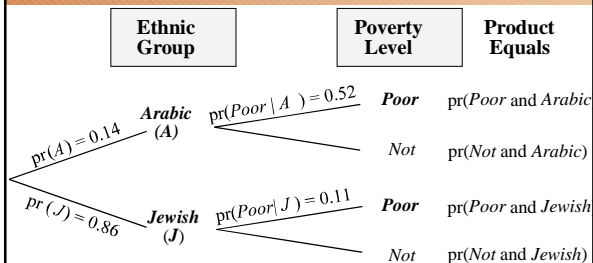 Ethnic Group
Poverty Level
Product Equals
Arabic (A)
Jewish (J)
pr(A) = 0.14
pr (J) = 0.86
pr(Poor | A ) = 0.52
Poor
pr(Poor and Arabic
Not
pr(Not and Arabic)
pr(Poor| J ) = 0.11
Poor
pr(Poor and Jewish
Not
pr(Not and Jewish)